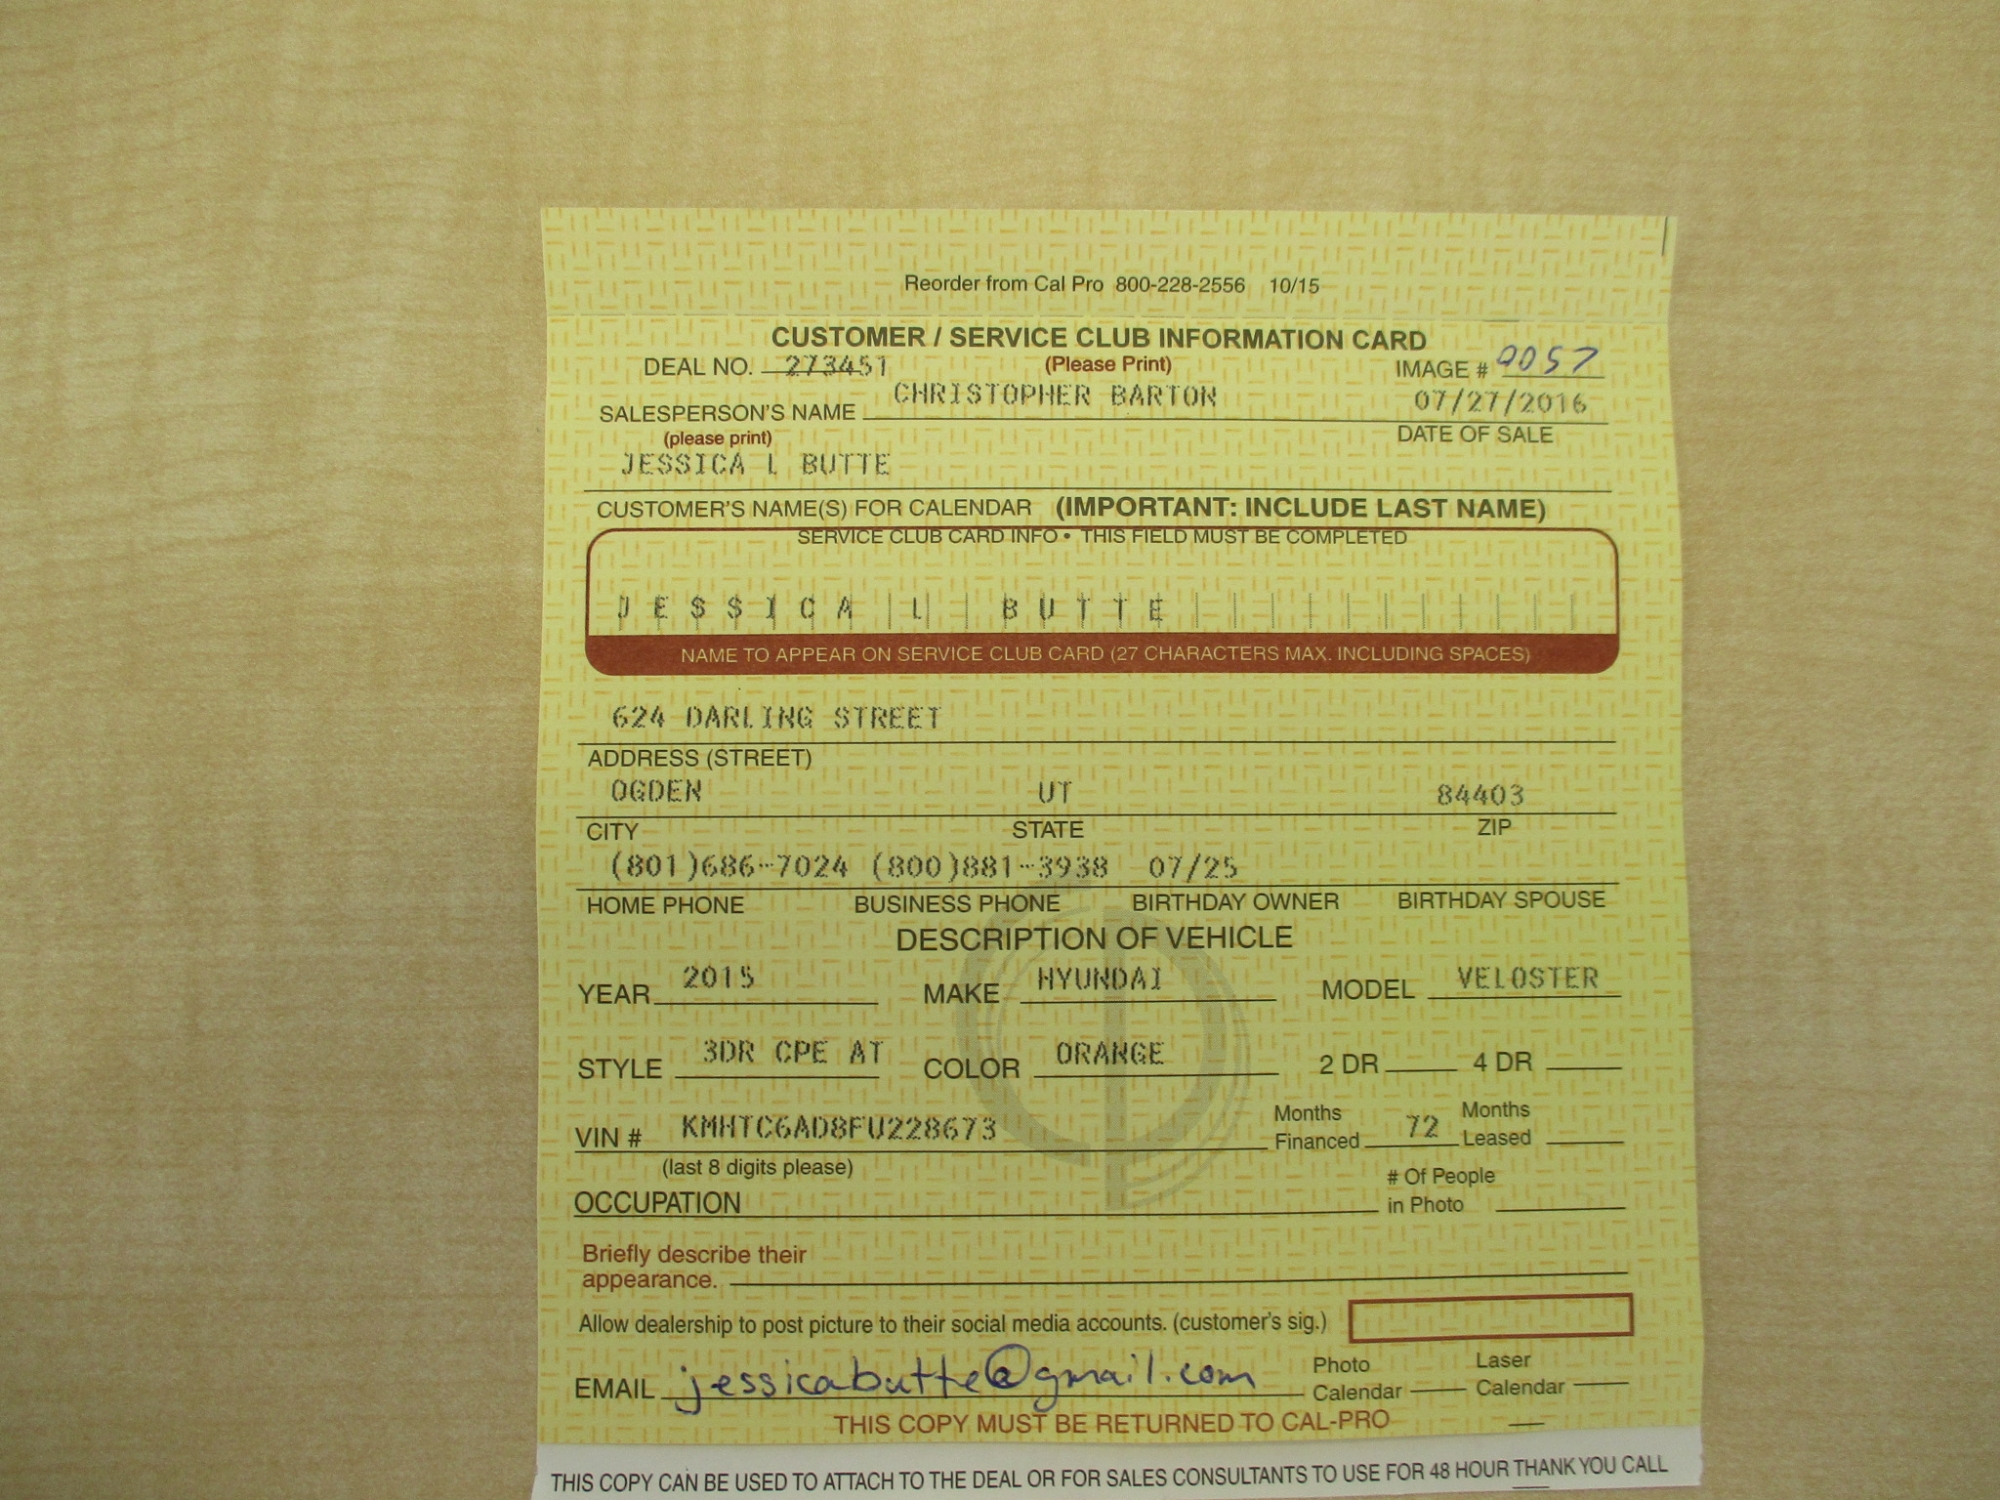 Reorder from Cal Pro 800-228-2556 10/15
CUSTOMER / SERVICE CLUB INFORMATION CARD
DEAL NO. 273451 (Please Print) IMAGE # 0057
SALESPERSON'S NAME CHRISTOPHER BARTON 07/27/2016
(please print) DATE OF SALE
JESSICA L BUTTE
CUSTOMER'S NAME(S) FOR CALENDAR (IMPORTANT: INCLUDE LAST NAME)
SERVICE CLUB CARD INFO • THIS FIELD MUST BE COMPLETED
JESSICA L BUTTE
NAME TO APPEAR ON SERVICE CLUB CARD (27 CHARACTERS MAX. INCLUDING SPACES)
624 DARLING STREET
ADDRESS (STREET)
OGDEN UT 84403
CITY STATE ZIP
(801)686-7024 (800)881-3938 07/25
HOME PHONE BUSINESS PHONE BIRTHDAY OWNER BIRTHDAY SPOUSE
DESCRIPTION OF VEHICLE
YEAR 2015 MAKE HYUNDAI MODEL VELOSTER
STYLE 3DR CPE AT COLOR ORANGE 2 DR 4 DR
VIN # KMHTC6AD8FU228673 Months Financed 72 Months Leased
(last 8 digits please)
OCCUPATION # Of People in Photo
Briefly describe their
appearance.
Allow dealership to post picture to their social media accounts. (customer's sig.)
EMAIL jessicabutte@gmail.com Photo Calendar Laser Calendar
THIS COPY MUST BE RETURNED TO CAL-PRO
THIS COPY CAN BE USED TO ATTACH TO THE DEAL OR FOR SALES CONSULTANTS TO USE FOR 48 HOUR THANK YOU CALL